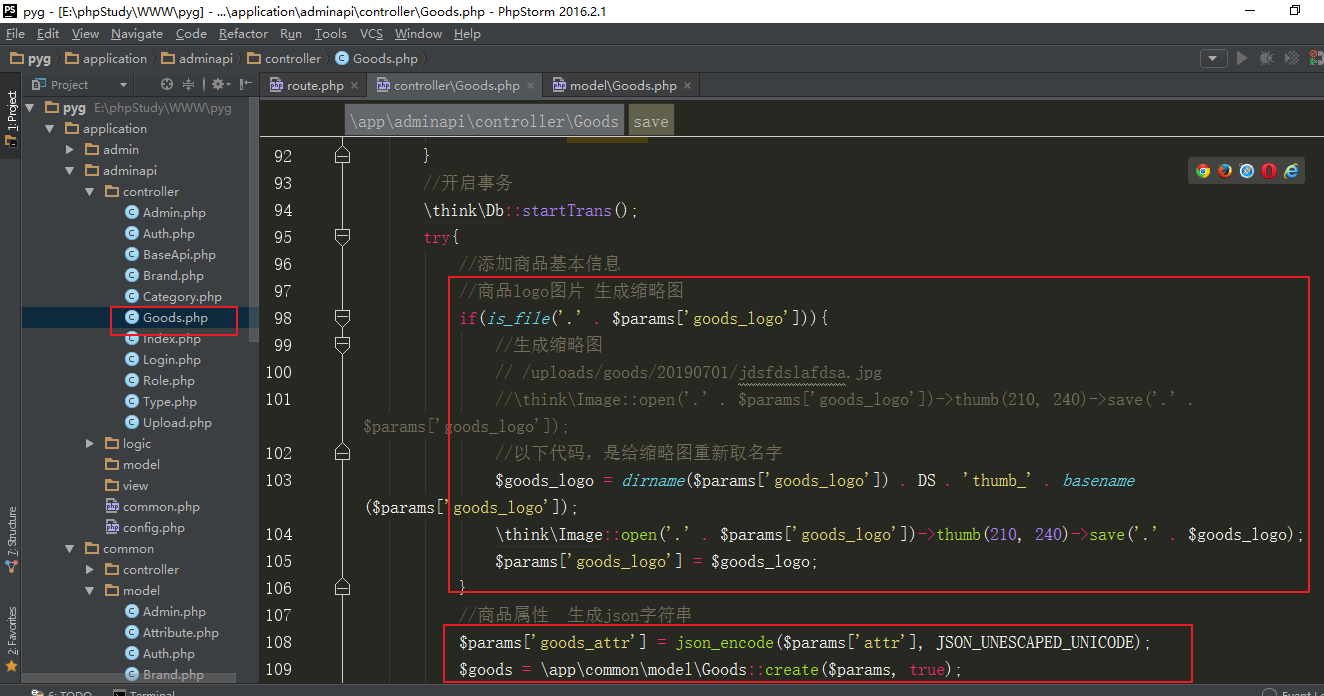 pyg - [E:\phpStudy\WWW\pyg] - ...\application\adminapi\controller\Goods.php - PhpStorm 2016.2.1
File Edit View Navigate Code Refactor Run Tools VCS Window Help
pyg application adminapi controller Goods.php
Project
route.php controller\Goods.php model\Goods.php
1: Project
7: Structure
2: Favorites
pyg E:\phpStudy\WWW\pyg
application
admin
adminapi
controller
Admin.php
Auth.php
BaseApi.php
Brand.php
Category.php
Goods.php
Index.php
Login.php
Role.php
Type.php
Upload.php
logic
model
view
common.php
config.php
common
controller
model
Admin.php
Attribute.php
Auth.php
Brand.php
\app\adminapi\controller\Goods save
92 }
93 //开启事务
94 \think\Db::startTrans();
95 try{
96 //添加商品基本信息
97 //商品logo图片 生成缩略图
98 if(is_file('.' . $params['goods_logo'])){
99 //生成缩略图
100 // /uploads/goods/20190701/jdsfdslafdsa.jpg
101 //\think\Image::open('.' . $params['goods_logo'])->thumb(210, 240)->save('.' .
$params['goods_logo']);
102 //以下代码，是给缩略图重新取名字
103 $goods_logo = dirname($params['goods_logo']) . DS . 'thumb_' . basename
($params['goods_logo']);
104 \think\Image::open('.' . $params['goods_logo'])->thumb(210, 240)->save('.' . $goods_logo);
105 $params['goods_logo'] = $goods_logo;
106 }
107 //商品属性 生成json字符串
108 $params['goods_attr'] = json_encode($params['attr'], JSON_UNESCAPED_UNICODE);
109 $goods = \app\common\model\Goods::create($params, true);
6: TODO Terminal Event Lo